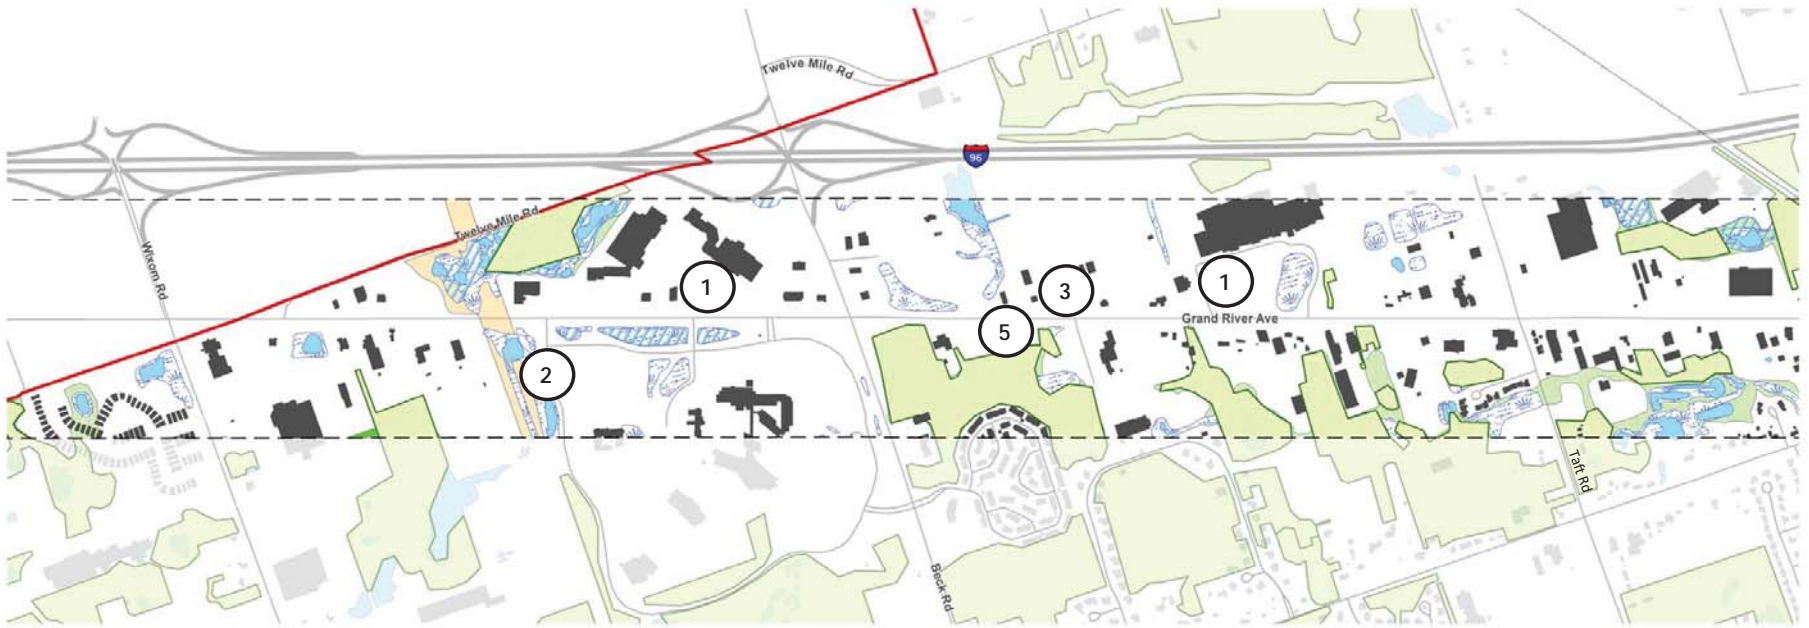 Twelve Mile Rd
96
Twelve Mile Rd
Wixom Rd
1
3
1
Grand River Ave
5
2
Taft Rd
Beck Rd